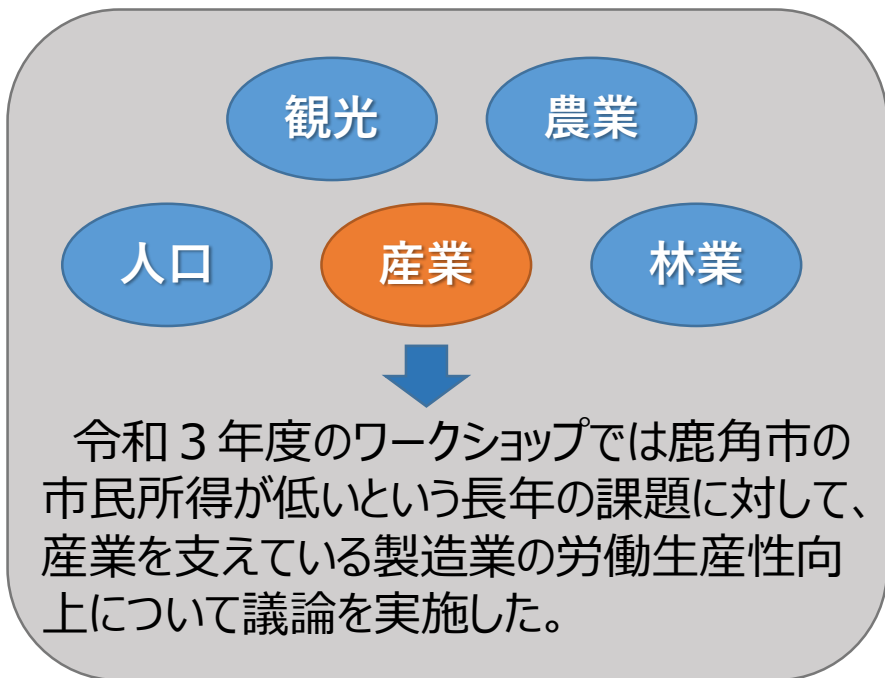 観光
農業
人口
産業
林業
令和３年度のワークショップでは鹿角市の
市民所得が低いという長年の課題に対して、
産業を支えている製造業の労働生産性向
上について議論を実施した。